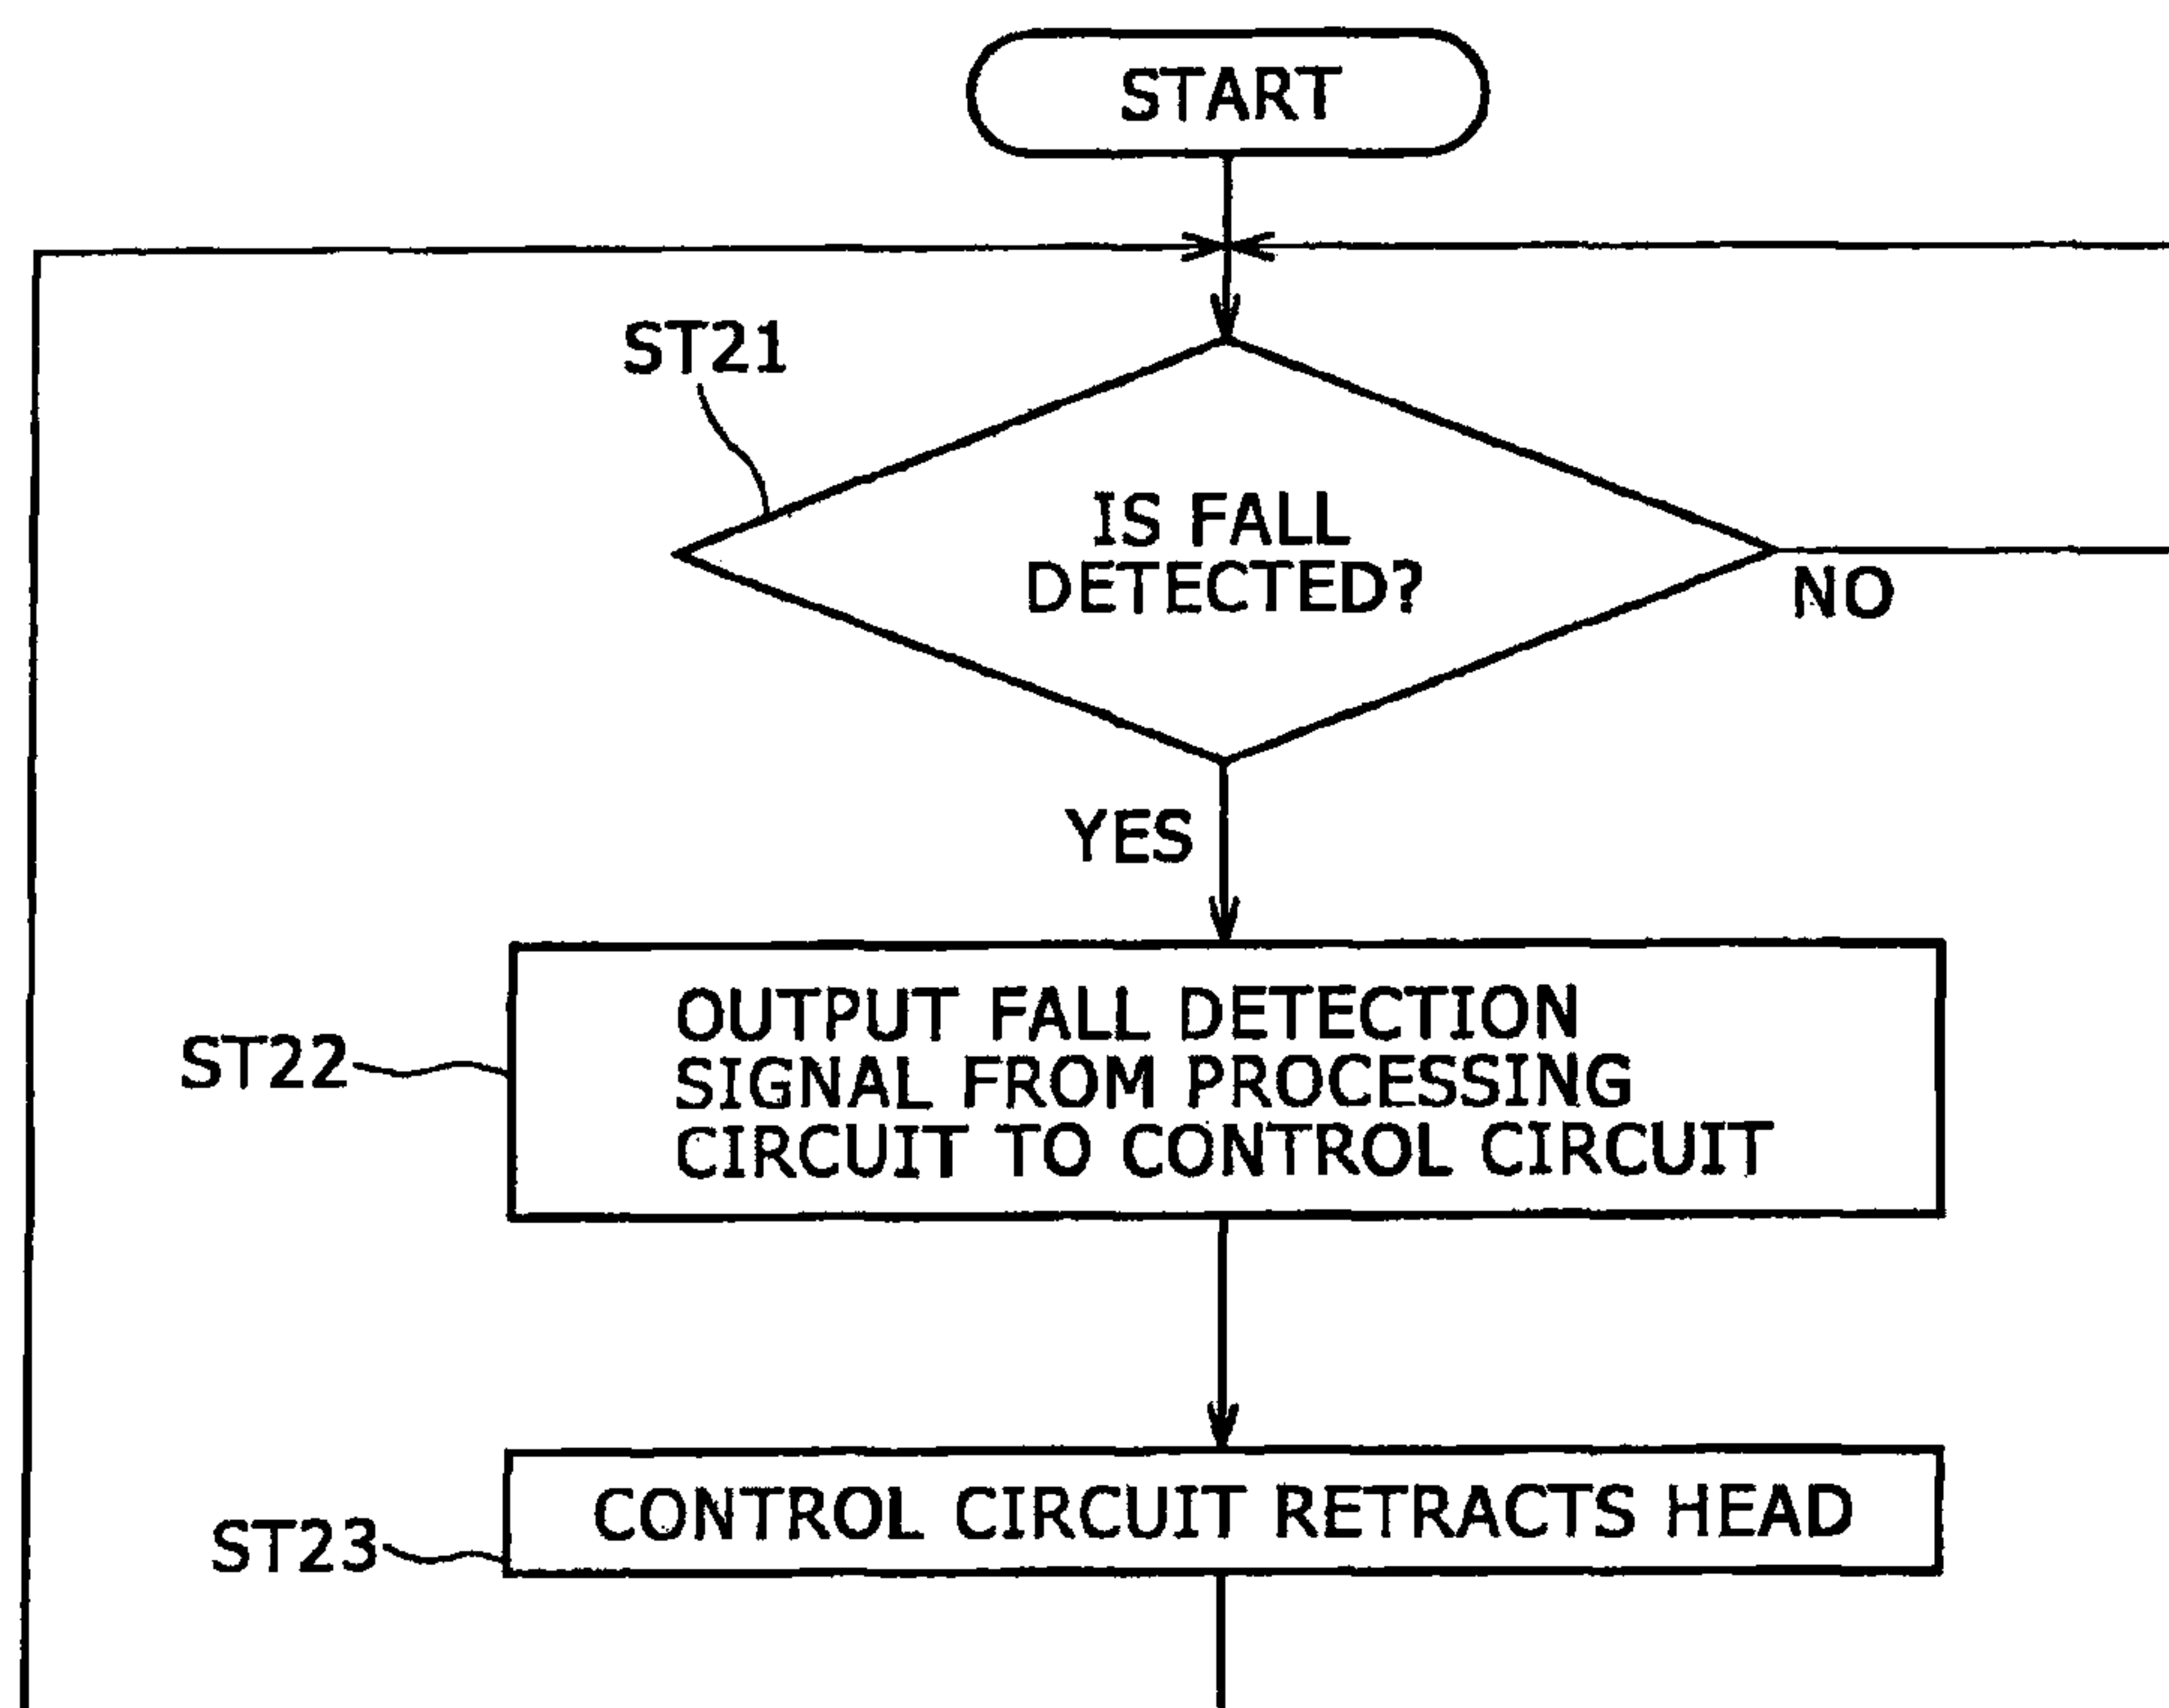 START
ST21
IS FALL
DETECTED?
NO
YES
ST22
OUTPUT FALL DETECTION
SIGNAL FROM PROCESSING
CIRCUIT TO CONTROL CIRCUIT
ST23
CONTROL CIRCUIT RETRACTS HEAD